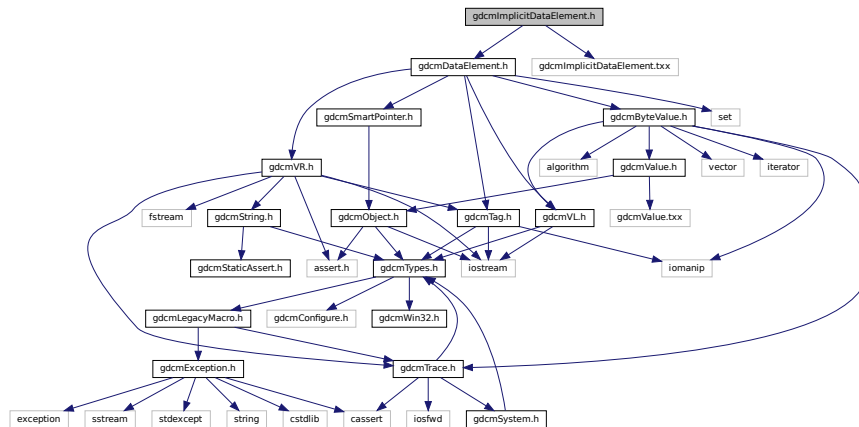 gdcmImplicitDataElement.h
gdcmDataElement.h
gdcmImplicitDataElement.txx
gdcmSmartPointer.h
gdcmByteValue.h
set
gdcmVR.h
algorithm
gdcmValue.h
vector
iterator
fstream
gdcmString.h
gdcmObject.h
gdcmTag.h
gdcmVL.h
gdcmValue.txx
gdcmStaticAssert.h
assert.h
gdcmTypes.h
iostream
iomanip
gdcmLegacyMacro.h
gdcmConfigure.h
gdcmWin32.h
gdcmException.h
gdcmTrace.h
exception
sstream
stdexcept
string
cstdlib
cassert
iosfwd
gdcmSystem.h